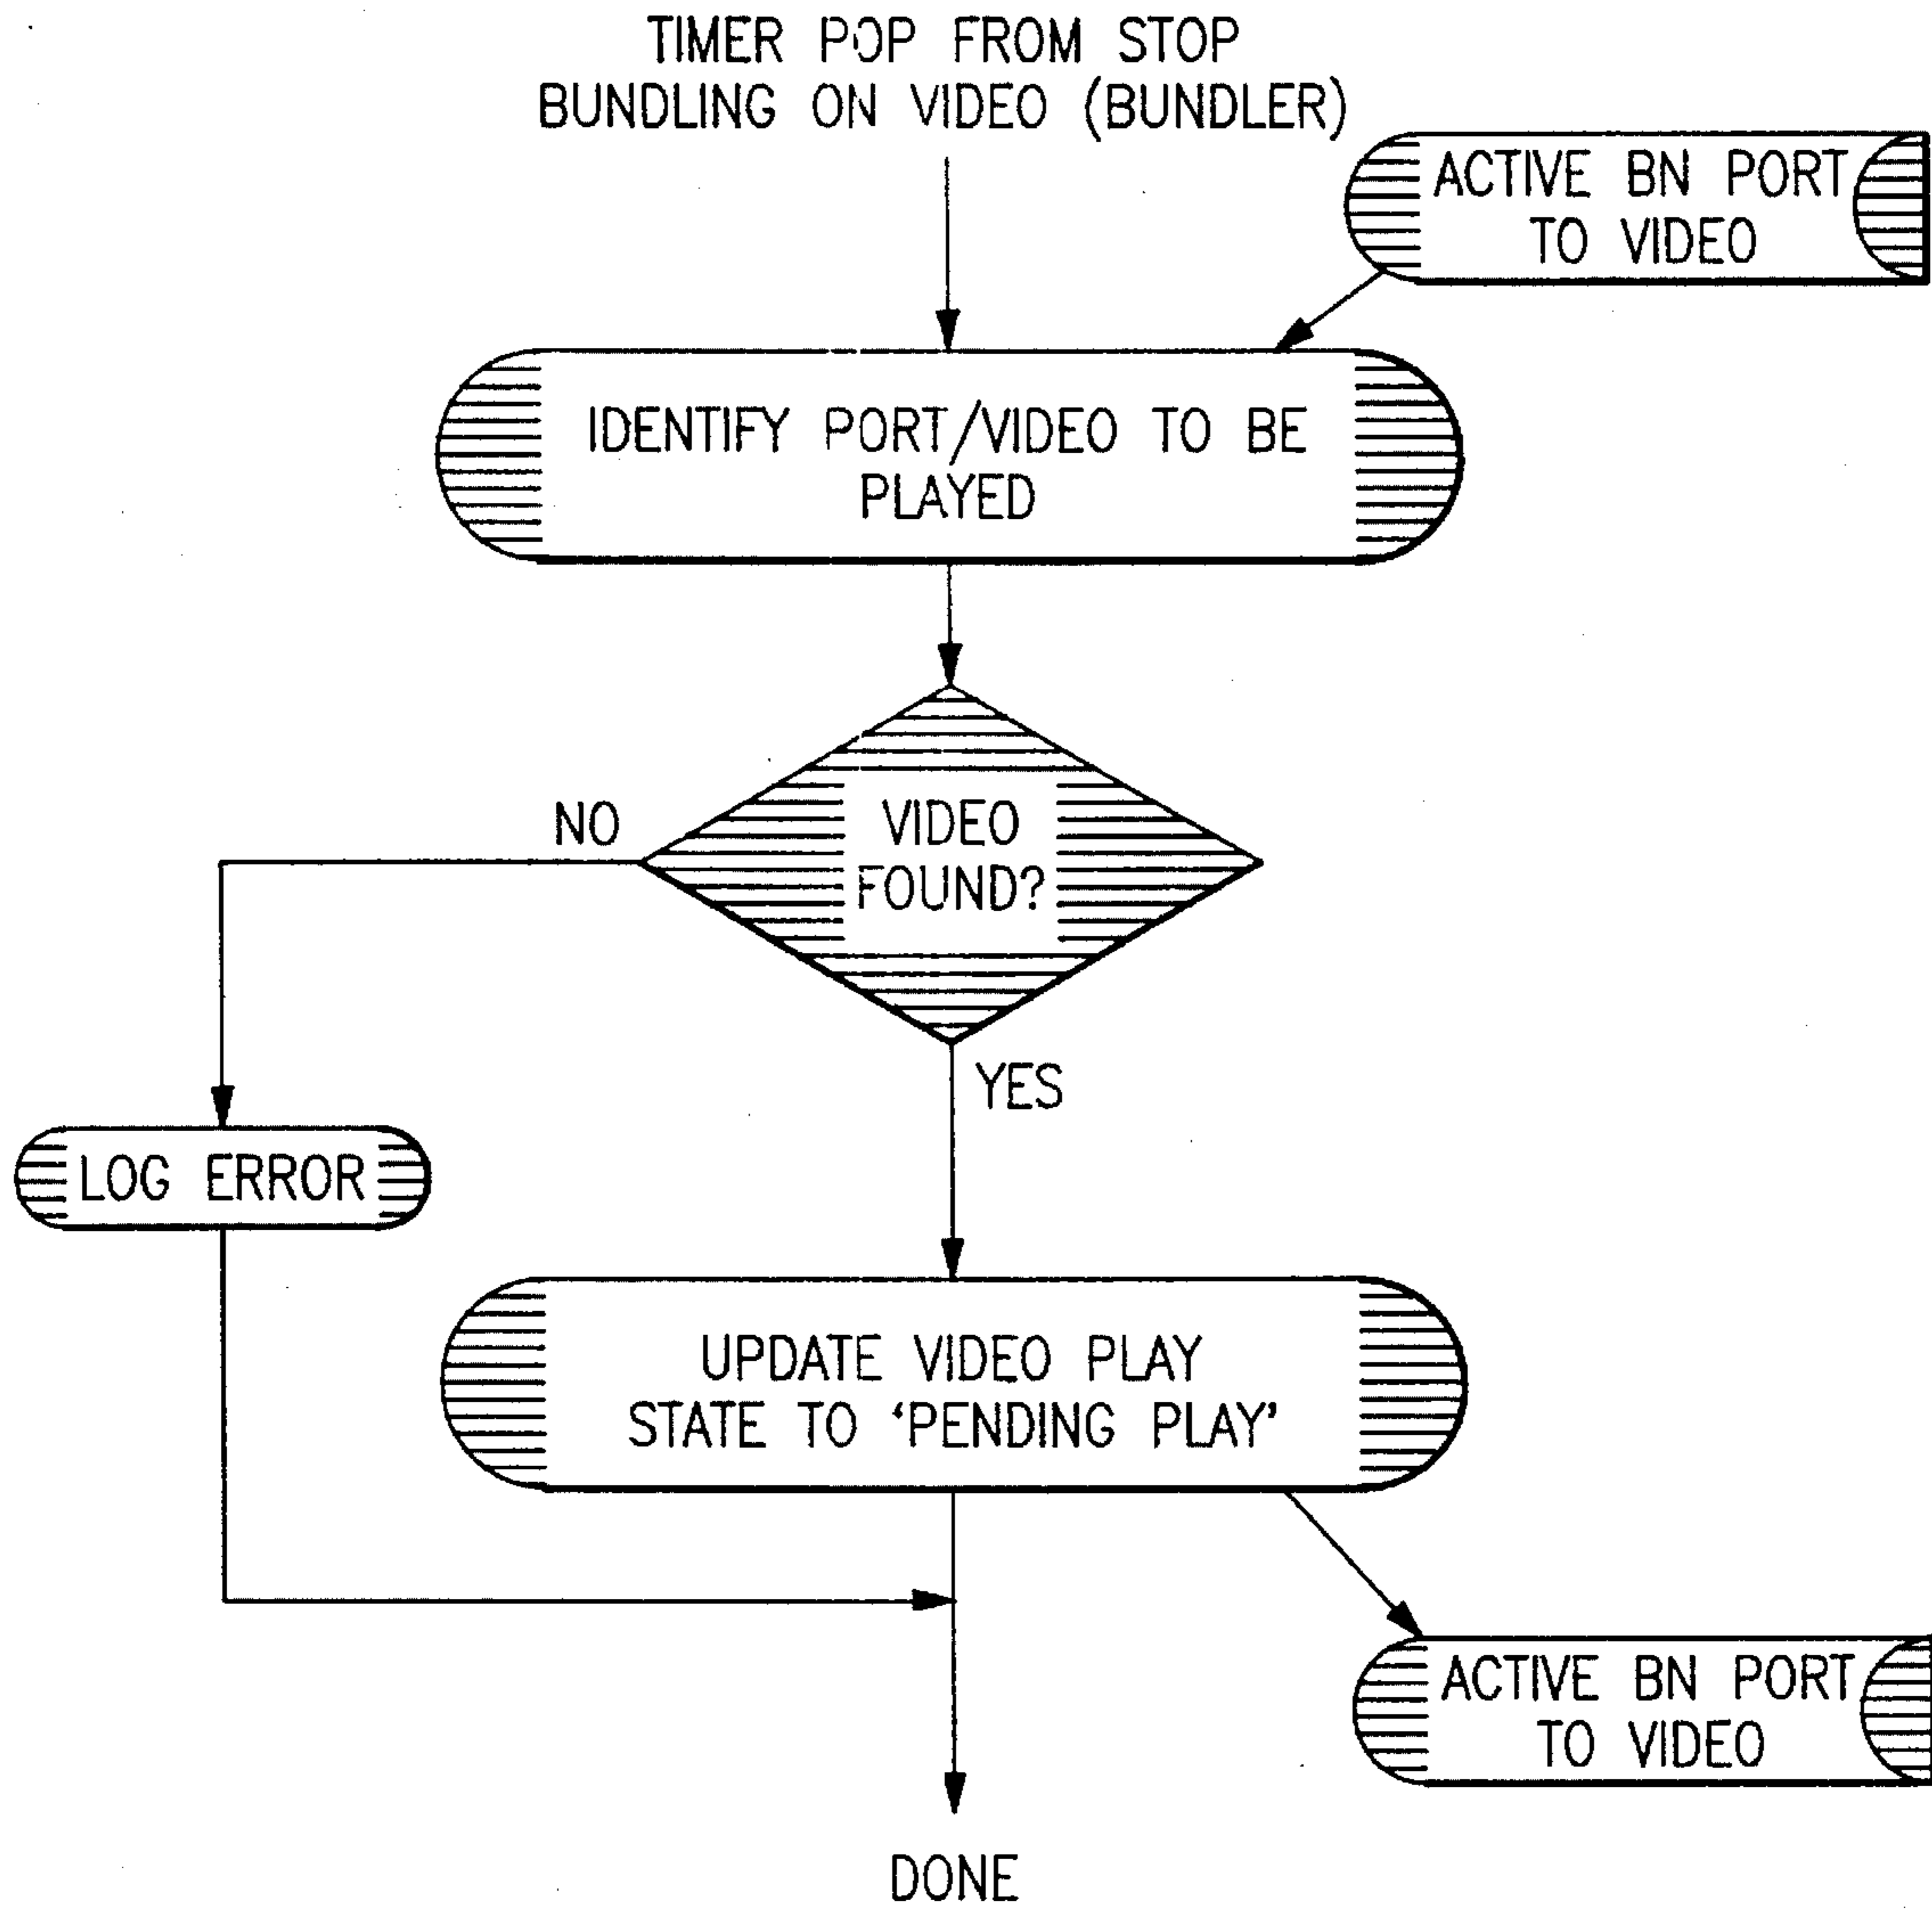 TIMER POP FROM STOP
BUNDLING ON VIDEO (BUNDLER)
ACTIVE BN PORT
TO VIDEO
IDENTIFY PORT/VIDEO TO BE
PLAYED
VIDEO
FOUND?
NO
YES
LOG ERROR
UPDATE VIDEO PLAY
STATE TO ‘PENDING PLAY’
ACTIVE BN PORT
TO VIDEO
DONE